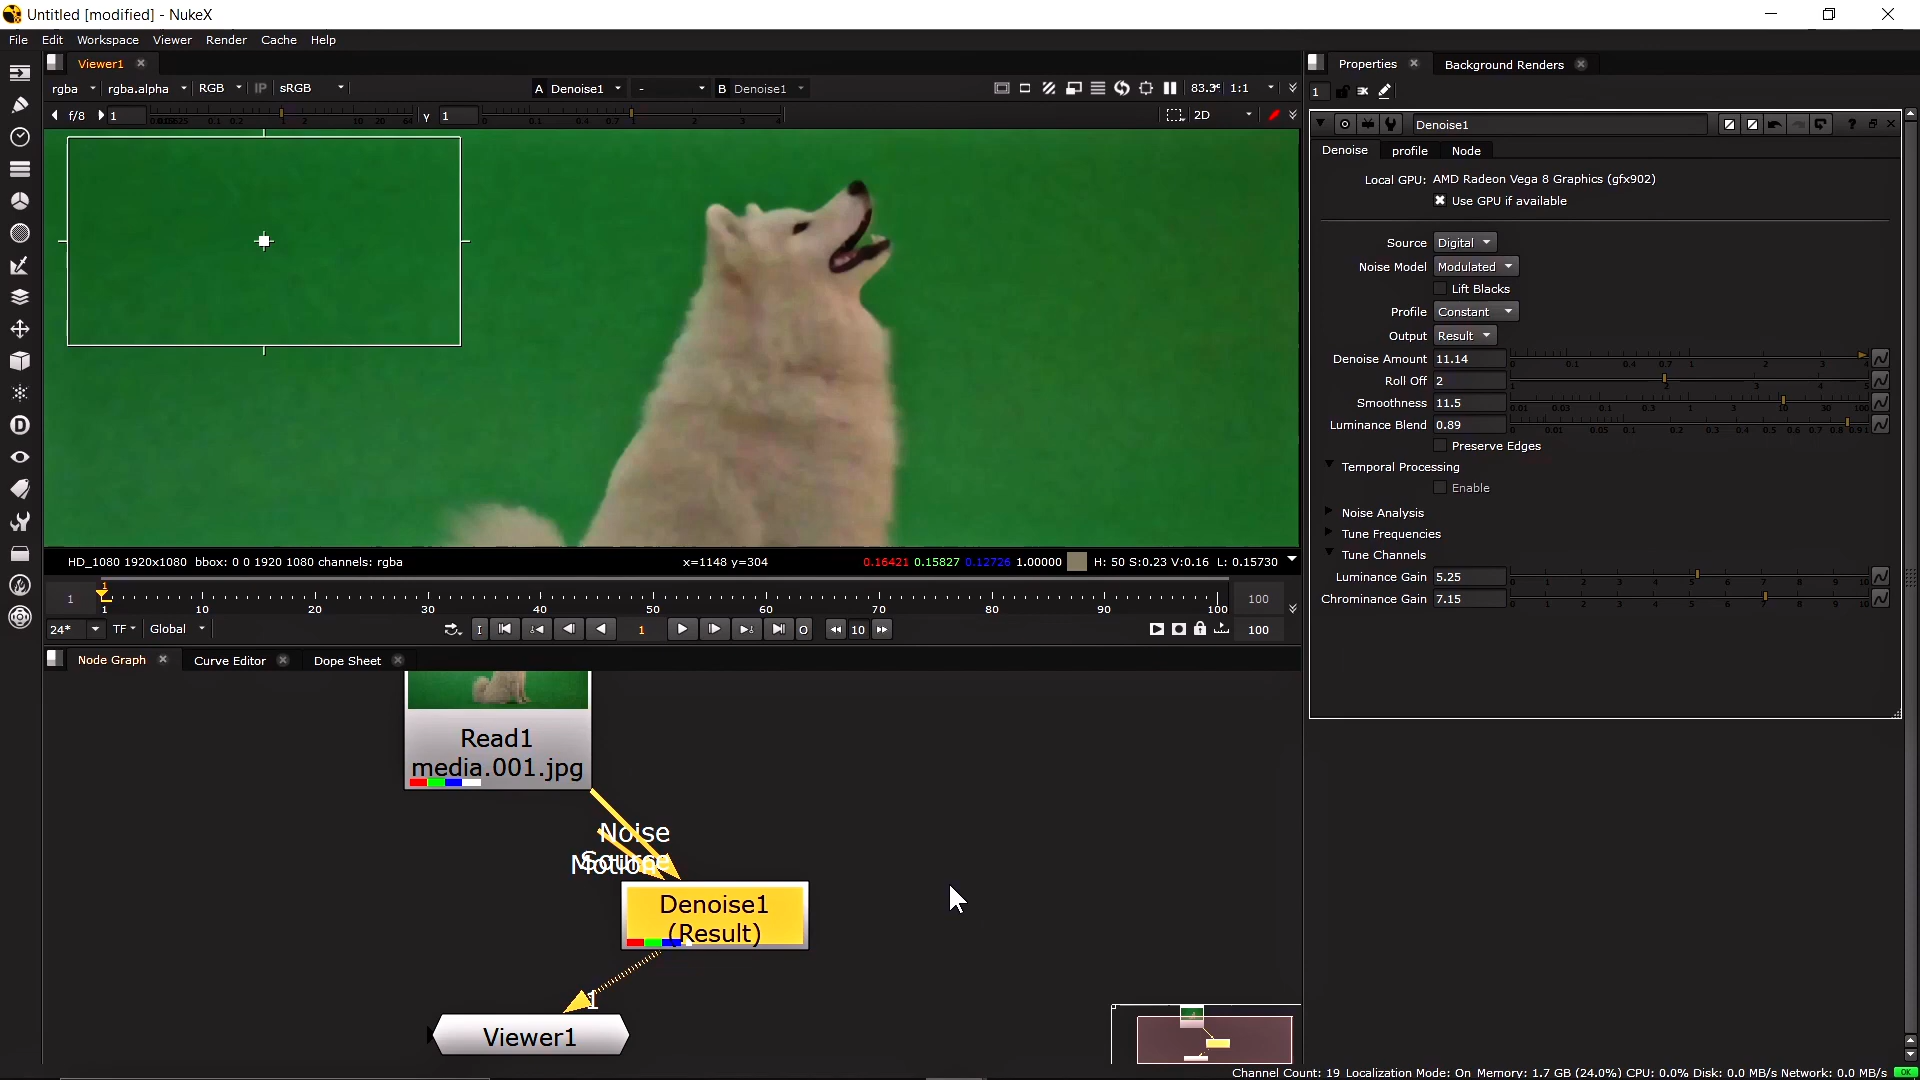 Untitled [modified] - NukeX
File Edit Workspace Viewer Render Cache Help
Viewer1
rgba rgba.alpha RGB IP sRGB A Denoise1 - B Denoise1 83.3* 1:1
f/8 1 γ 1 2D
HD_1080 1920x1080 bbox: 0 0 1920 1080 channels: rgba x=1148 y=304 0.16421 0.15827 0.12726 1.00000 H: 50 S:0.23 V:0.16 L: 0.15730
1
1 1 10 20 30 40 50 60 70 80 90 100 100
24* TF Global I 1 O 10 100
Node Graph Curve Editor Dope Sheet
Read1
media.001.jpg
Noise
Source
Motion
Denoise1
(Result)
1
Viewer1
Properties Background Renders
1
Denoise1
Denoise profile Node
Local GPU: AMD Radeon Vega 8 Graphics (gfx902)
Use GPU if available
Source Digital
Noise Model Modulated
Lift Blacks
Profile Constant
Output Result
Denoise Amount 11.14
Roll Off 2
Smoothness 11.5
Luminance Blend 0.89
Preserve Edges
Temporal Processing
Enable
Noise Analysis
Tune Frequencies
Tune Channels
Luminance Gain 5.25
Chrominance Gain 7.15
Channel Count: 19 Localization Mode: On Memory: 1.7 GB (24.0%) CPU: 0.0% Disk: 0.0 MB/s Network: 0.0 MB/s OK